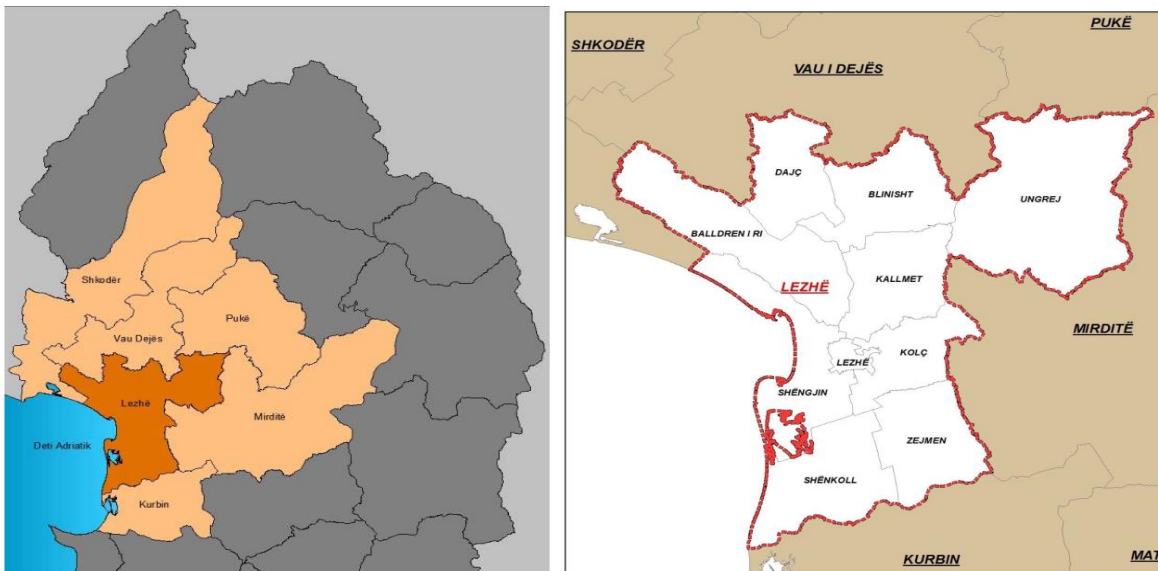 Shkodër
Vau Dejës
Pukë
Lezhë
Mirditë
Deti Adriatik
Kurbin
PUKË
SHKODËR
VAU I DEJËS
DAJÇ
BLINISHT
UNGREJ
BALLDREN I RI
KALLMET
LEZHË
MIRDITË
KOLÇ
LEZHË
SHËNGJIN
ZEJMEN
SHËNKOLL
KURBIN
MAT